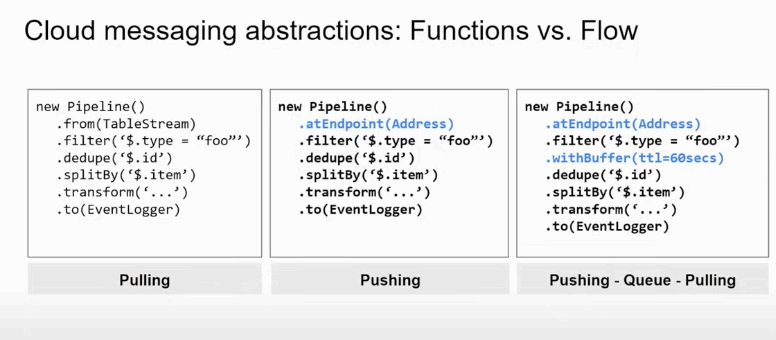 Cloud messaging abstractions: Functions vs. Flow
new Pipeline()
.from(TableStream)
.filter(‘$.type = “foo”’)
.dedupe(‘$.id’)
.splitBy(‘$.item’)
.transform(‘...’)
.to(EventLogger)
Pulling
new Pipeline()
.atEndpoint(Address)
.filter(‘$.type = “foo”’)
.dedupe(‘$.id’)
.splitBy(‘$.item’)
.transform(‘...’)
.to(EventLogger)
Pushing
new Pipeline()
.atEndpoint(Address)
.filter(‘$.type = “foo”’)
.withBuffer(ttl=60secs)
.dedupe(‘$.id’)
.splitBy(‘$.item’)
.transform(‘...’)
.to(EventLogger)
Pushing - Queue - Pulling